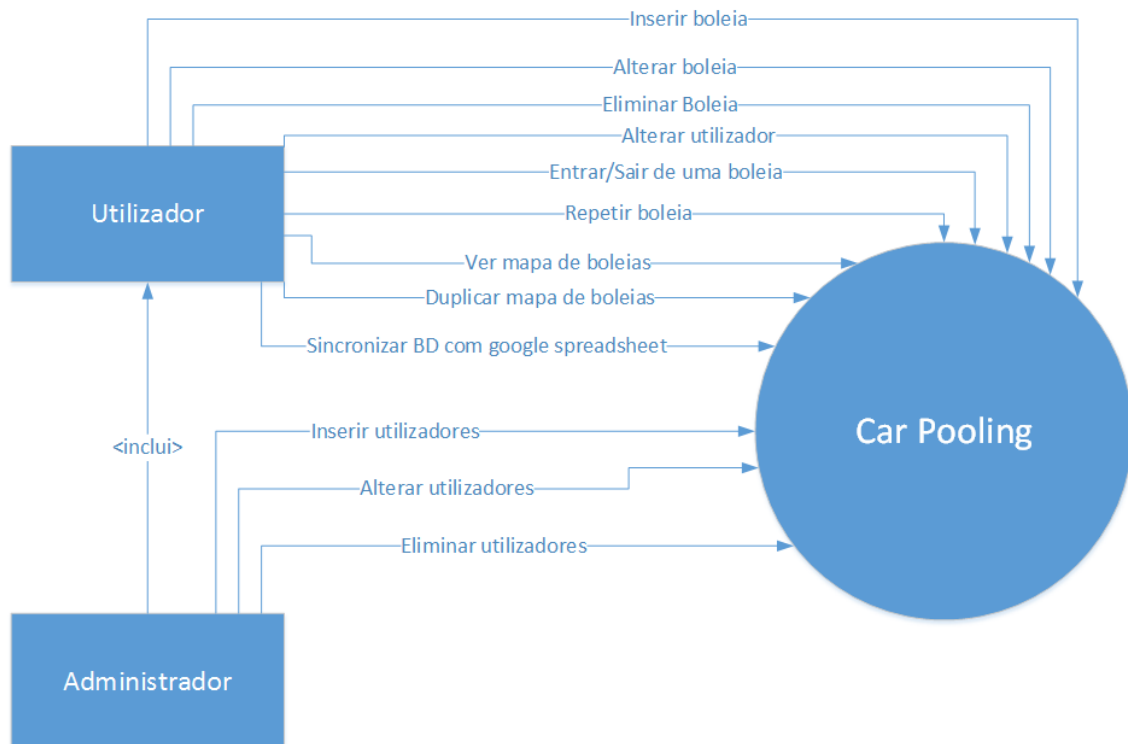 Inserir boleia
Alterar boleia
Eliminar Boleia
Alterar utilizador
Entrar/Sair de uma boleia
Utilizador
Repetir boleia
Ver mapa de boleias
Duplicar mapa de boleias
Sincronizar BD com google spreadsheet
Inserir utilizadores
Car Pooling
<inclui>
Alterar utilizadores
Eliminar utilizadores
Administrador